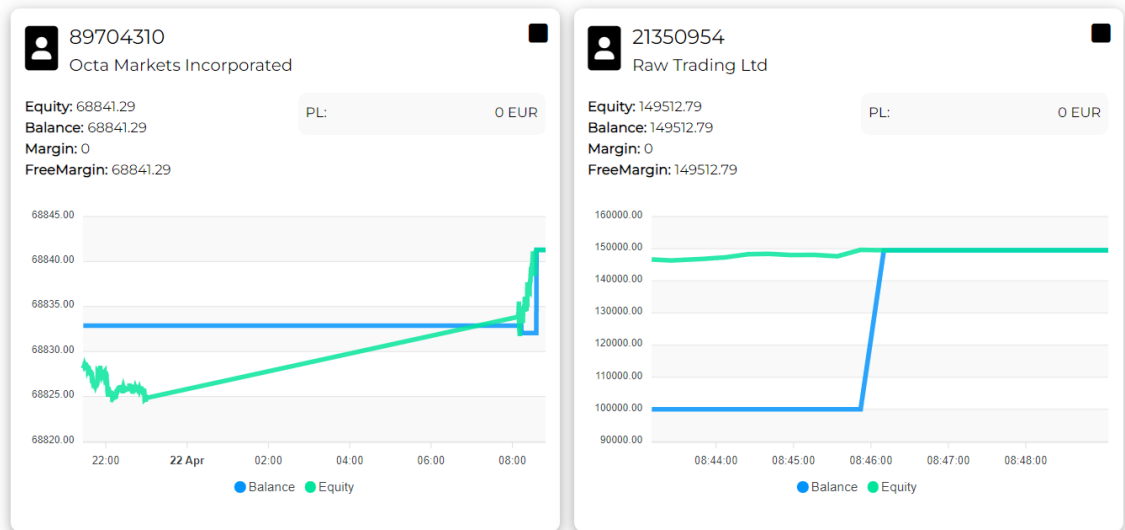 89704310
Octa Markets Incorporated
Equity: 68841.29
Balance: 68841.29
Margin: 0
FreeMargin: 68841.29
PL: 0 EUR
68845.00
68840.00
68835.00
68830.00
68825.00
68820.00
22:00 22 Apr 02:00 04:00 06:00 08:00
Balance Equity
21350954
Raw Trading Ltd
Equity: 149512.79
Balance: 149512.79
Margin: 0
FreeMargin: 149512.79
PL: 0 EUR
160000.00
150000.00
140000.00
130000.00
120000.00
110000.00
100000.00
90000.00
08:44:00 08:45:00 08:46:00 08:47:00 08:48:00
Balance Equity